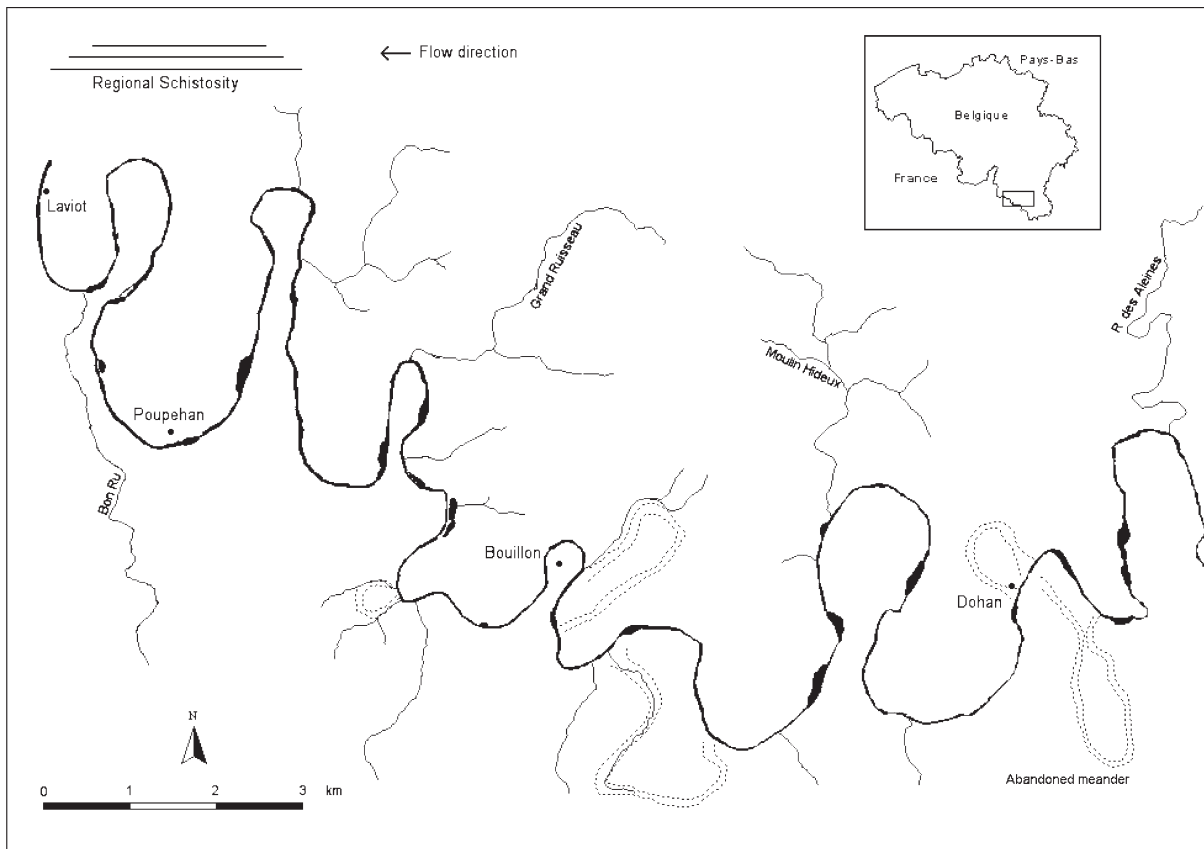 Flow direction
Regional Schistosity
Pays-Bas
Belgique
France
Laviot
Grand Ruisseau
R. des Aleines
Moulin Hideux
Poupehan
Bon Ru
Bouillon
Dohan
N
Abandoned meander
0 1 2 3 km